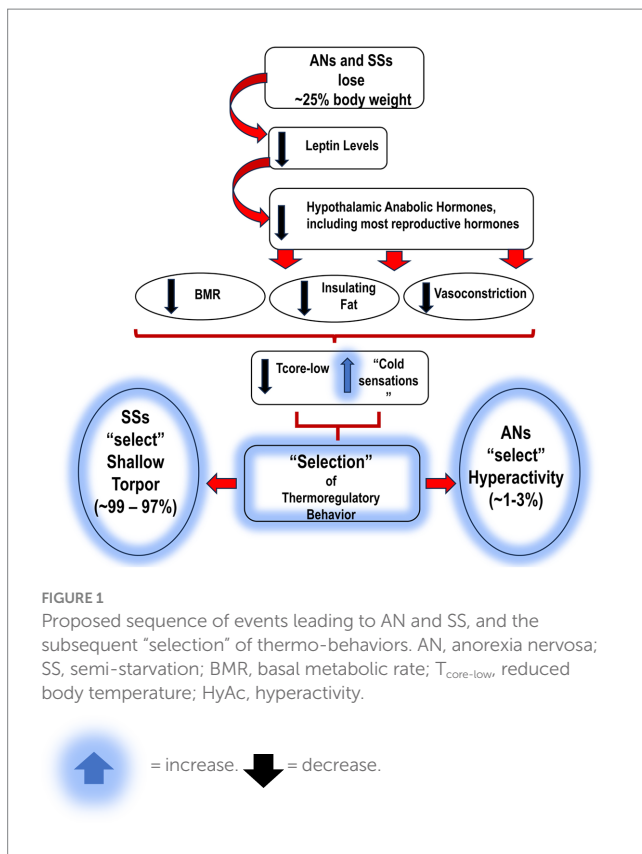 ANs and SSs
lose
~25% body weight
Leptin Levels
Hypothalamic Anabolic Hormones,
including most reproductive hormones
BMR
Insulating
Fat
Vasoconstriction
Tcore-low
“Cold
sensations
”
SSs
“select”
Shallow
Torpor
(~99 – 97%)
“Selection”
of
Thermoregulatory
Behavior
ANs
“select”
Hyperactivity
(~1-3%)
FIGURE 1
Proposed sequence of events leading to AN and SS, and the
subsequent “selection” of thermo-behaviors. AN, anorexia nervosa;
SS, semi-starvation; BMR, basal metabolic rate; Tcore-low, reduced
body temperature; HyAc, hyperactivity.
= increase. = decrease.